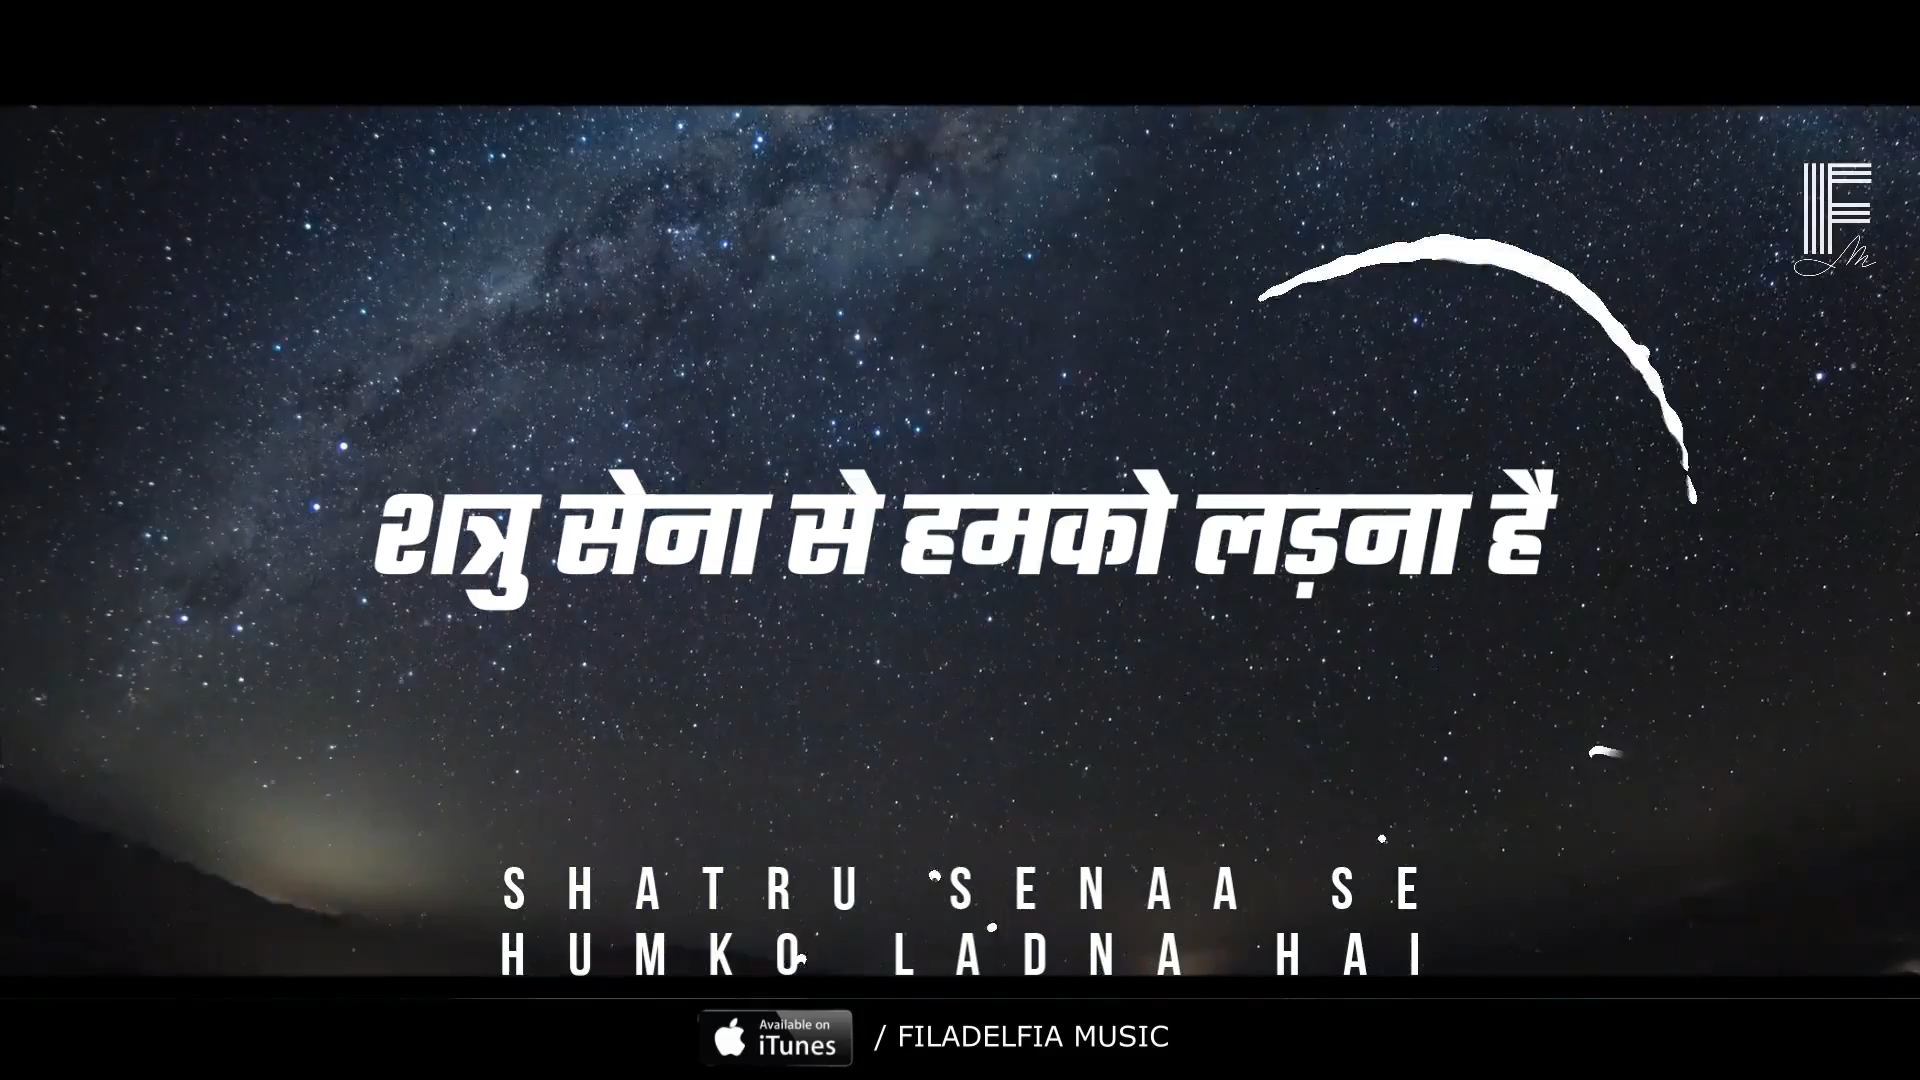 F
M
शत्रु सेना से हमको लड़ना है
SHATRU SENAA SE
HUMKO LADNA HAI
Available on
iTunes
/ FILADELFIA MUSIC